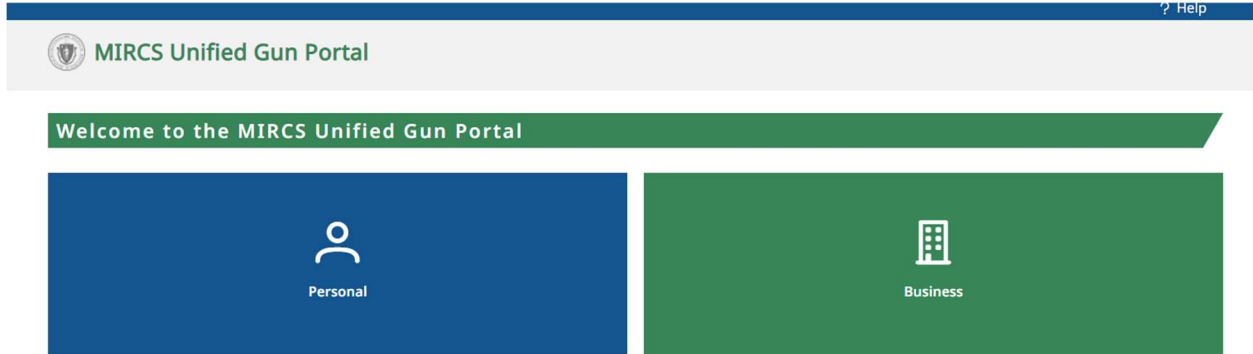 ? Help
MIRCS Unified Gun Portal
Welcome to the MIRCS Unified Gun Portal
Personal
Business